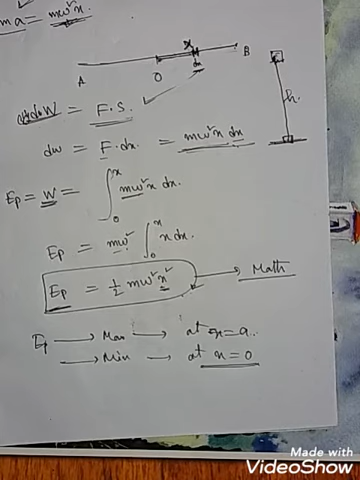 ma = mω²x.
A O x dx B
h
dW = F.S.
dw = F.dx = mω²x dx
Ep = W = ∫₀ˣ mω²x dx.
Ep = mω² ∫₀ˣ x dx.
Ep = ½ mω²x² → Math
Ep → Max → at x = a.
→ Min → at x = 0
Made with
VideoShow